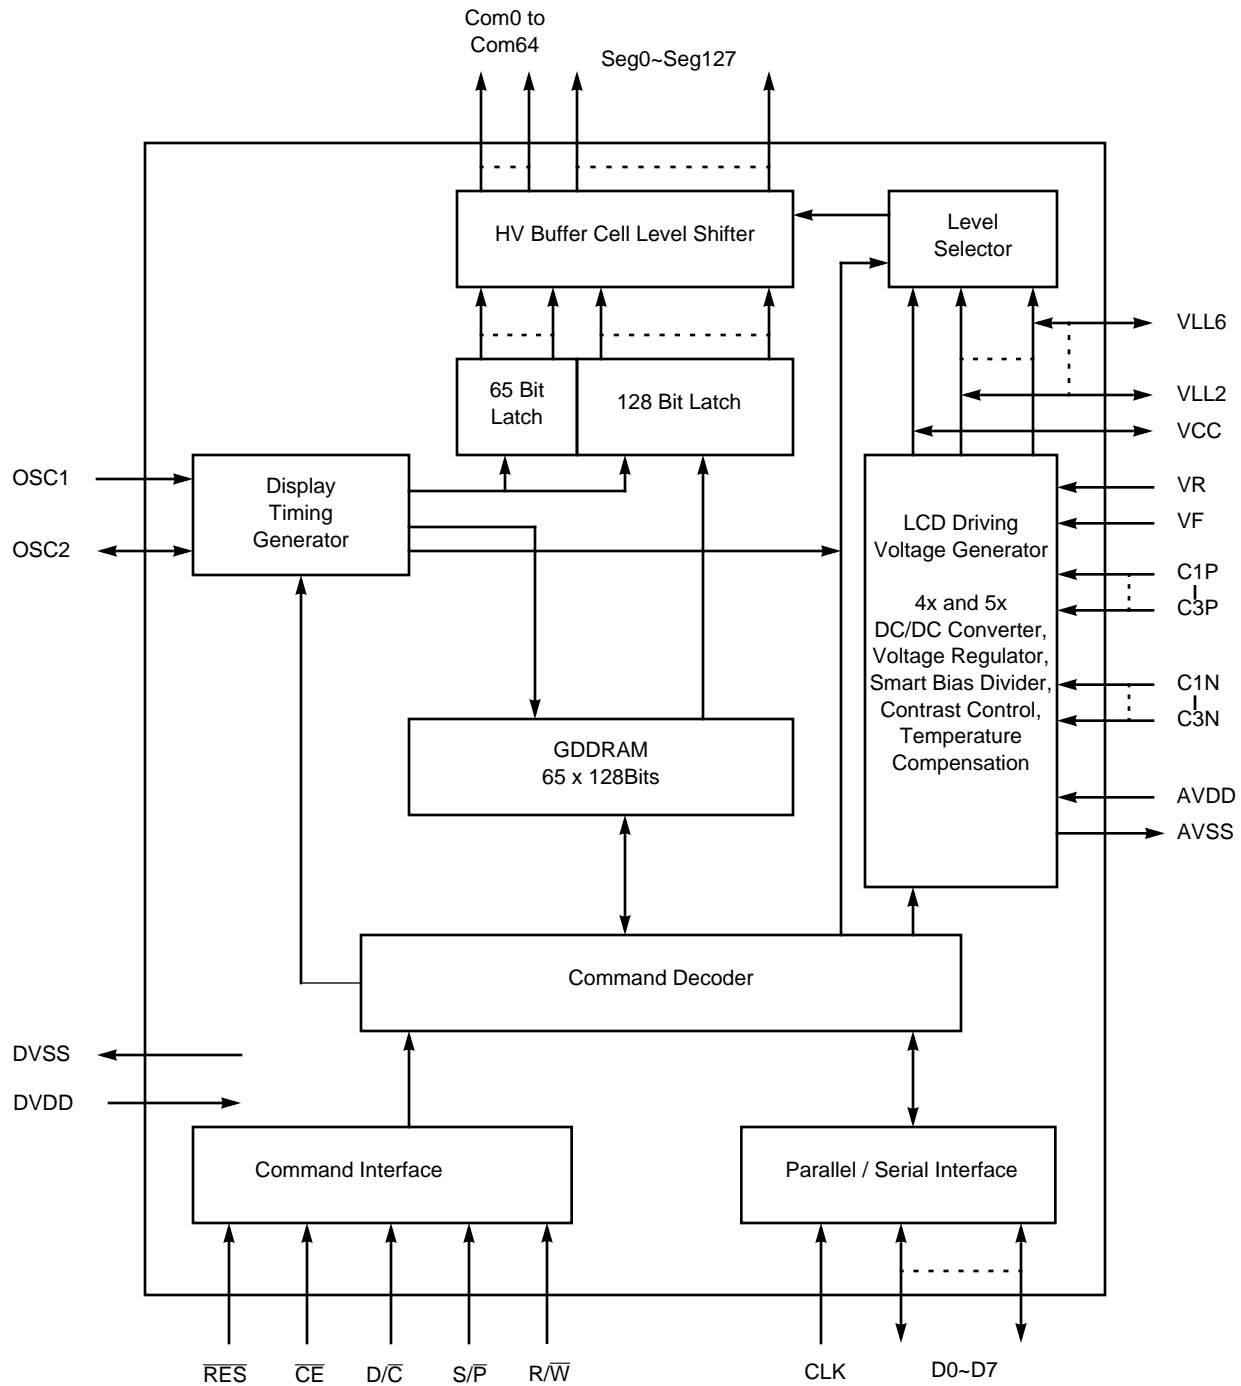 Com0 to
Com64
Seg0~Seg127
HV Buffer Cell Level Shifter
Level
Selector
65 Bit
Latch
128 Bit Latch
VLL6
VLL2
VCC
OSC1
OSC2
Display
Timing
Generator
LCD Driving
Voltage Generator
4x and 5x
DC/DC Converter,
Voltage Regulator,
Smart Bias Divider,
Contrast Control,
Temperature
Compensation
VR
VF
C1P
C3P
C1N
C3N
AVDD
AVSS
GDDRAM
65 x 128Bits
Command Decoder
DVSS
DVDD
Command Interface
Parallel / Serial Interface
R̅E̅S̅
C̅E̅
D/C̅
S/P̅
R/W̅
CLK
D0~D7